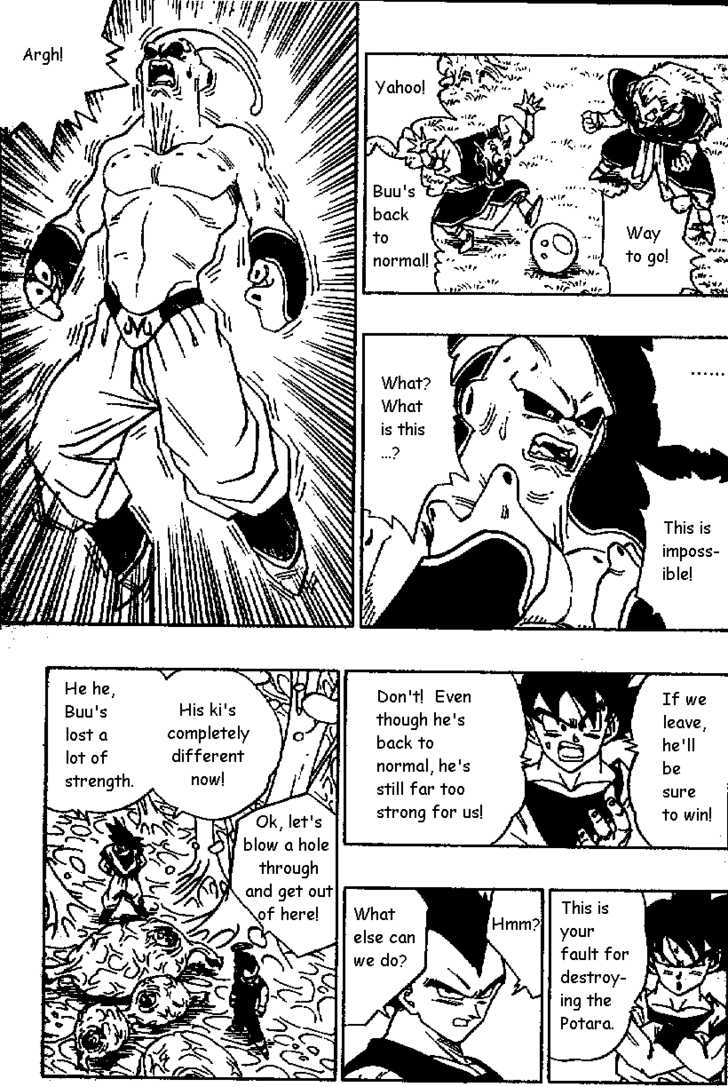 Argh!
Yahoo!
Buu's
back
to
normal!
Way
to go!
What?
What
is this
...?
......
This is
imposs-
ible!
He he,
Buu's
lost a
lot of
strength.
His ki's
completely
different
now!
Ok, let's
blow a hole
through
and get out
of here!
Don't! Even
though he's
back to
normal, he's
still far too
strong for us!
If we
leave,
he'll
be
sure
to win!
What
else can
we do?
Hmm?
This is
your
fault for
destroy-
ing the
Potara.